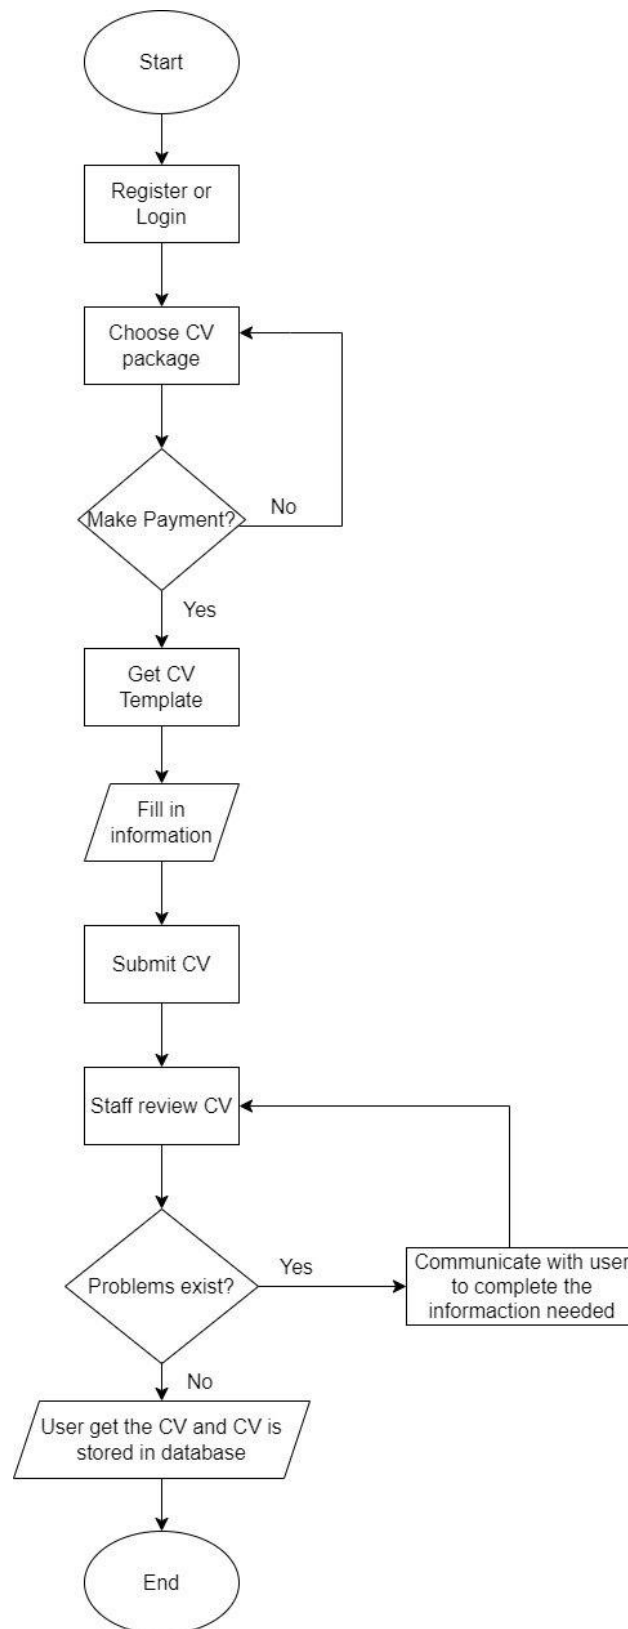 Start
Register or
Login
Choose CV
package
Make Payment?
No
Yes
Get CV
Template
Fill in
information
Submit CV
Staff review CV
Problems exist?
Yes
Communicate with user
to complete the
informaction needed
No
User get the CV and CV is
stored in database
End